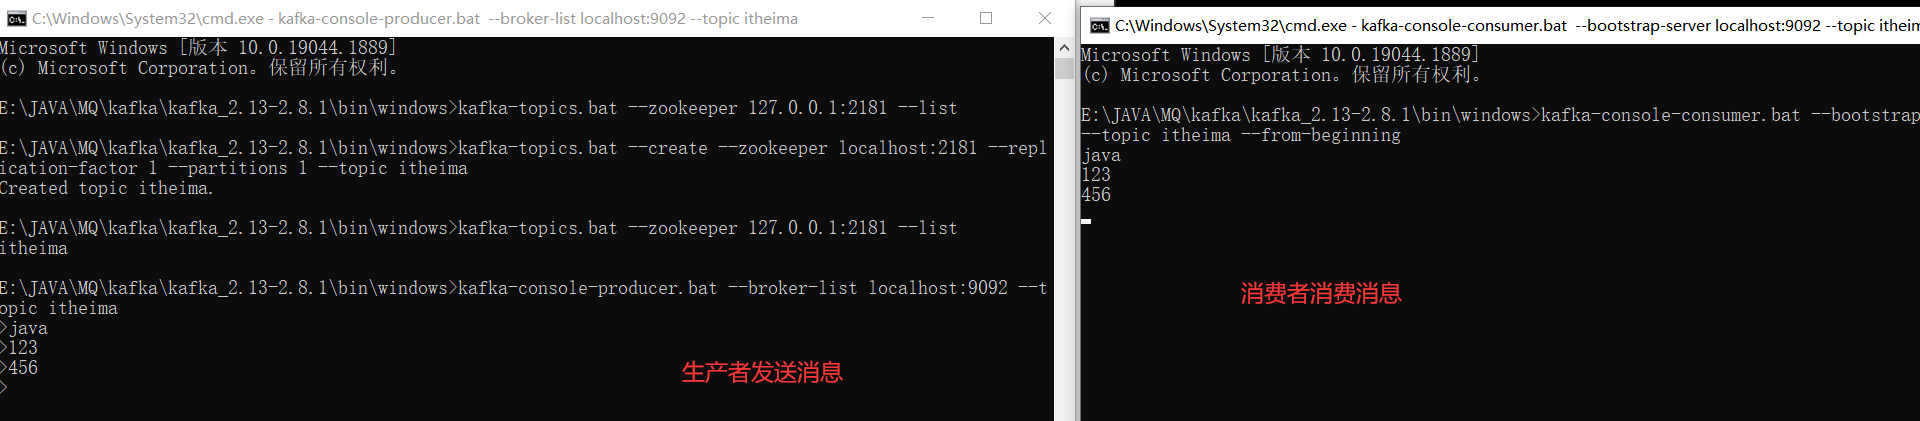 C:\Windows\System32\cmd.exe - kafka-console-producer.bat  --broker-list localhost:9092 --topic itheima
Microsoft Windows [版本 10.0.19044.1889]
(c) Microsoft Corporation。保留所有权利。
E:\JAVA\MQ\kafka\kafka_2.13-2.8.1\bin\windows>kafka-topics.bat --zookeeper 127.0.0.1:2181 --list
E:\JAVA\MQ\kafka\kafka_2.13-2.8.1\bin\windows>kafka-topics.bat --create --zookeeper localhost:2181 --repl
ication-factor 1 --partitions 1 --topic itheima
Created topic itheima.
E:\JAVA\MQ\kafka\kafka_2.13-2.8.1\bin\windows>kafka-topics.bat --zookeeper 127.0.0.1:2181 --list
itheima
E:\JAVA\MQ\kafka\kafka_2.13-2.8.1\bin\windows>kafka-console-producer.bat --broker-list localhost:9092 --t
opic itheima
>java
>123
>456
>
生产者发送消息
C:\Windows\System32\cmd.exe - kafka-console-consumer.bat  --bootstrap-server localhost:9092 --topic itheim
Microsoft Windows [版本 10.0.19044.1889]
(c) Microsoft Corporation。保留所有权利。
E:\JAVA\MQ\kafka\kafka_2.13-2.8.1\bin\windows>kafka-console-consumer.bat --bootstrap
--topic itheima --from-beginning
java
123
456
消费者消费消息